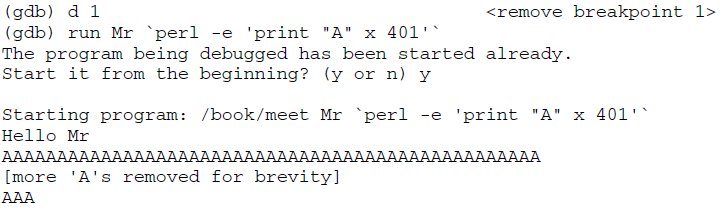 (gdb) d 1 <remove breakpoint 1>
(gdb) run Mr `perl -e 'print "A" x 401'`
The program being debugged has been started already.
Start it from the beginning? (y or n) y
Starting program: /book/meet Mr `perl -e 'print "A" x 401'`
Hello Mr
AAAAAAAAAAAAAAAAAAAAAAAAAAAAAAAAAAAAAAAAAAAAAAAAAA
[more 'A's removed for brevity]
AAA